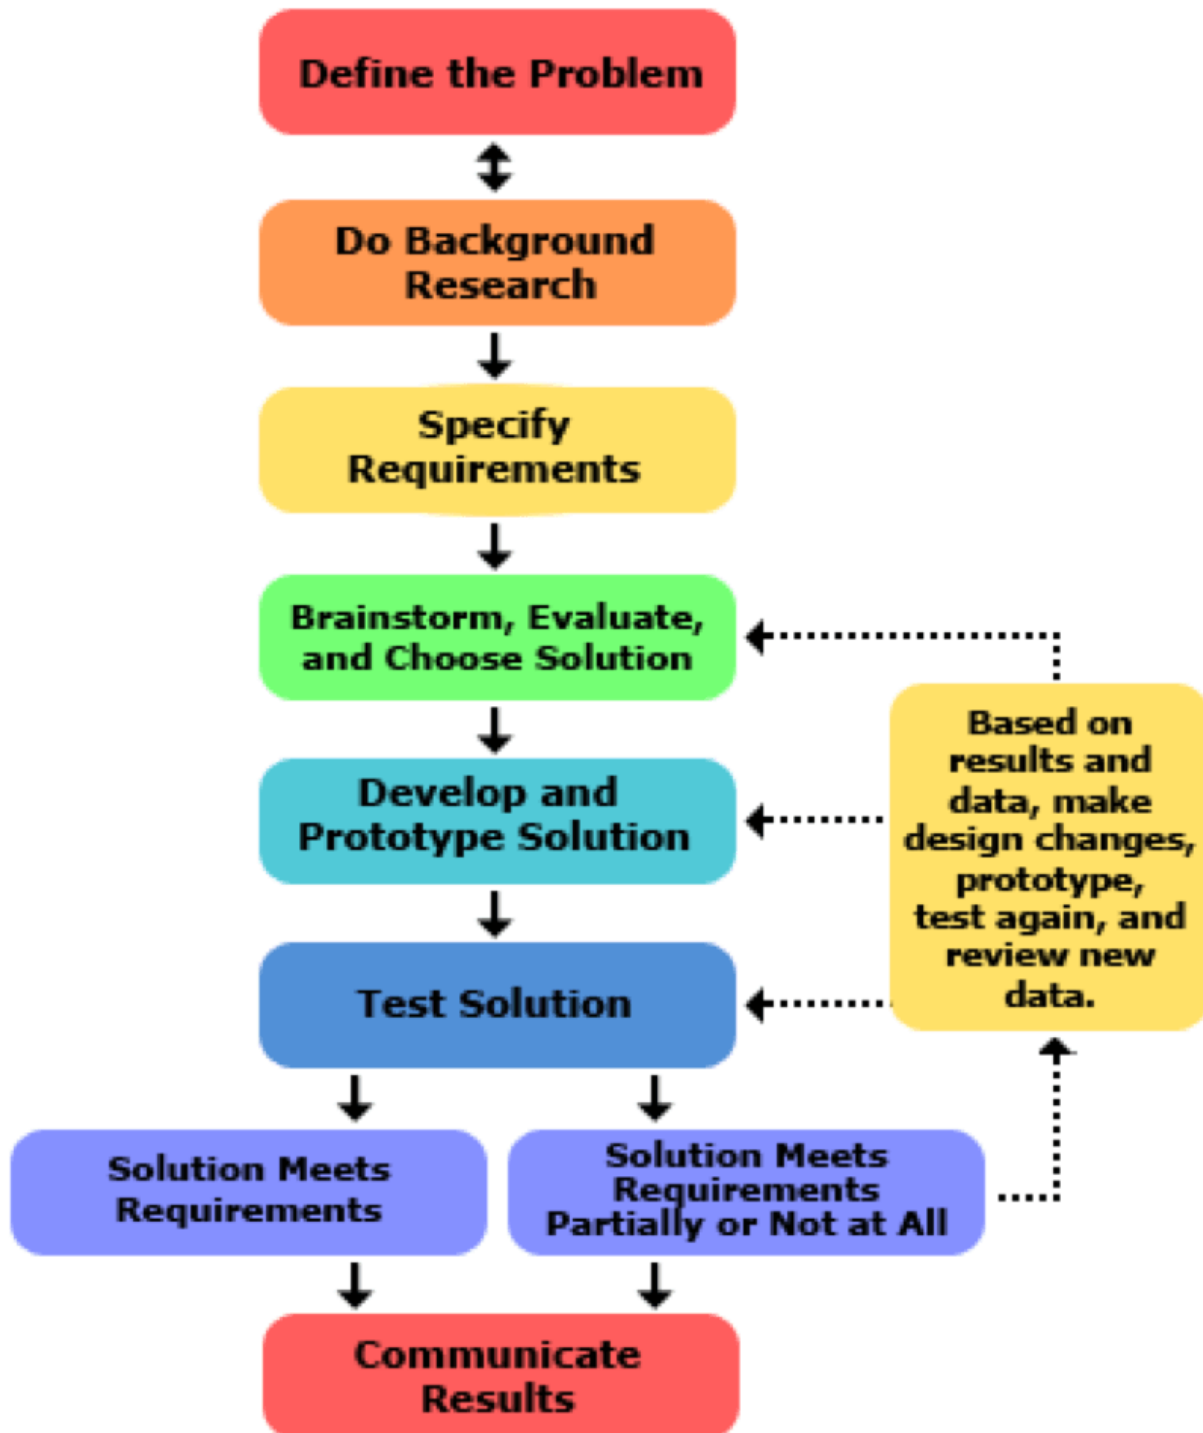 Define the Problem
Do Background
Research
Specify
Requirements
Brainstorm, Evaluate,
and Choose Solution
Develop and
Prototype Solution
Based on
results and
data, make
design changes,
prototype,
test again, and
review new
data.
Test Solution
Solution Meets
Requirements
Solution Meets
Requirements
Partially or Not at All
Communicate
Results